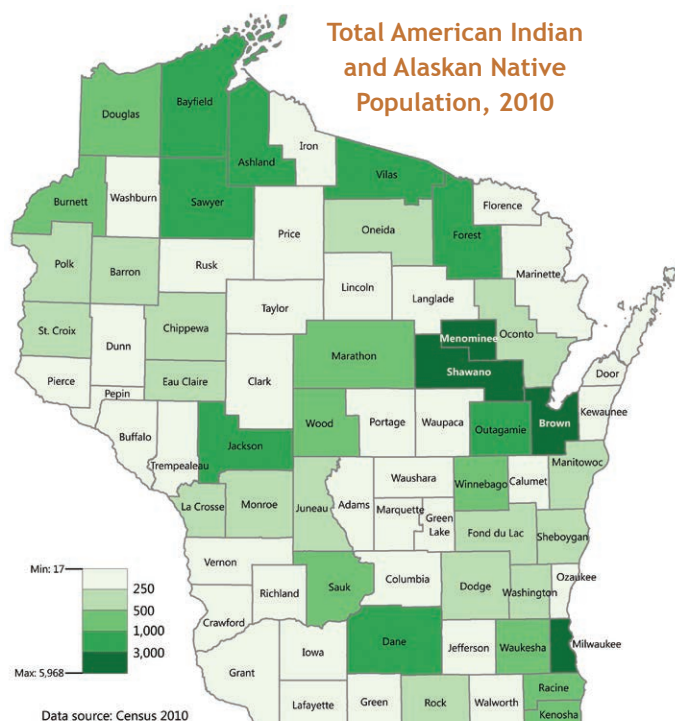 Total American Indian
and Alaskan Native
Population, 2010
Douglas
Bayfield
Ashland
Iron
Vilas
Burnett
Washburn
Sawyer
Price
Oneida
Forest
Florence
Marinette
Polk
Barron
Rusk
Lincoln
Langlade
Taylor
St. Croix
Dunn
Chippewa
Marathon
Menominee
Shawano
Oconto
Door
Pierce
Pepin
Eau Claire
Clark
Kewaunee
Buffalo
Trempealeau
Jackson
Wood
Portage
Waupaca
Outagamie
Brown
Manitowoc
La Crosse
Monroe
Juneau
Adams
Waushara
Marquette
Green
Lake
Winnebago
Calumet
Fond du Lac
Sheboygan
Vernon
Richland
Sauk
Columbia
Dodge
Washington
Ozaukee
Crawford
Grant
Iowa
Dane
Jefferson
Waukesha
Milwaukee
Lafayette
Green
Rock
Walworth
Racine
Kenosha
Min: 17
250
500
1,000
3,000
Max: 5,968
Data source: Census 2010